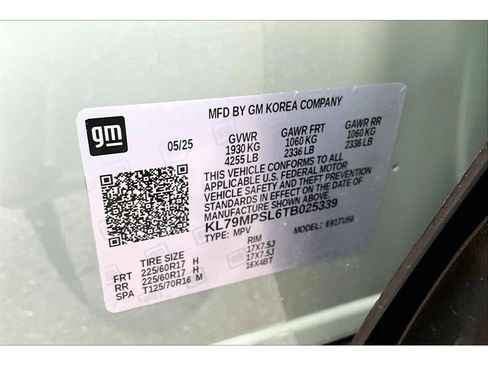 MFD BY GM KOREA COMPANY
gm
05/25
GVWR GAWR FRT GAWR RR
1930 KG 1060 KG 1060 KG
4255 LB 2336 LB 2336 LB
THIS VEHICLE CONFORMS TO ALL
APPLICABLE U.S. FEDERAL MOTOR
VEHICLE SAFETY AND THEFT PREVENTION
STANDARDS IN EFFECT ON THE DATE OF
MANUFACTURE SHOWN ABOVE.
KL79MPSL6TB025339
TYPE: MPV MODEL: 691TU56
TIRE SIZE RIM
FRT 225/60R17 H 17X7.5J
RR 225/60R17 H 17X7.5J
SPA T125/70R16 M 16X4BT